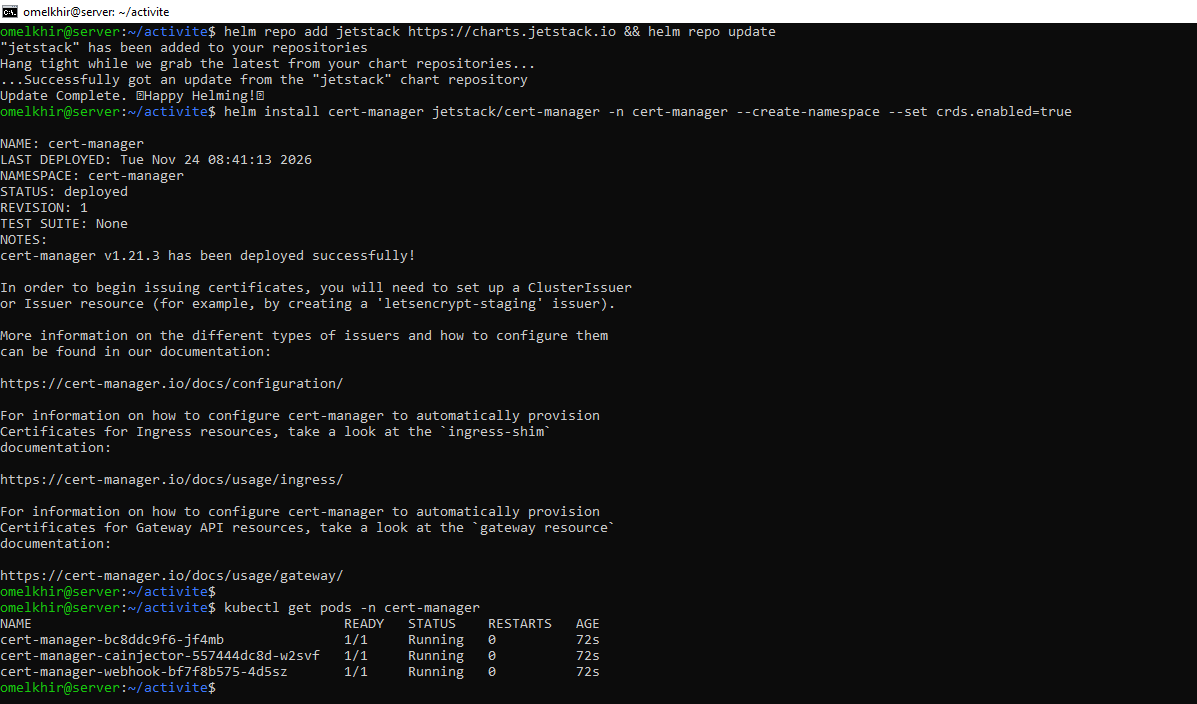 omelkhir@server: ~/activite
omelkhir@server:~/activite$ helm repo add jetstack https://charts.jetstack.io && helm repo update
"jetstack" has been added to your repositories
Hang tight while we grab the latest from your chart repositories...
...Successfully got an update from the "jetstack" chart repository
Update Complete. ⍰Happy Helming!⍰
omelkhir@server:~/activite$ helm install cert-manager jetstack/cert-manager -n cert-manager --create-namespace --set crds.enabled=true
NAME: cert-manager
LAST DEPLOYED: Tue Nov 24 08:41:13 2026
NAMESPACE: cert-manager
STATUS: deployed
REVISION: 1
TEST SUITE: None
NOTES:
cert-manager v1.21.3 has been deployed successfully!
In order to begin issuing certificates, you will need to set up a ClusterIssuer
or Issuer resource (for example, by creating a 'letsencrypt-staging' issuer).
More information on the different types of issuers and how to configure them
can be found in our documentation:
https://cert-manager.io/docs/configuration/
For information on how to configure cert-manager to automatically provision
Certificates for Ingress resources, take a look at the `ingress-shim`
documentation:
https://cert-manager.io/docs/usage/ingress/
For information on how to configure cert-manager to automatically provision
Certificates for Gateway API resources, take a look at the `gateway resource`
documentation:
https://cert-manager.io/docs/usage/gateway/
omelkhir@server:~/activite$
omelkhir@server:~/activite$ kubectl get pods -n cert-manager
NAME READY STATUS RESTARTS AGE
cert-manager-bc8ddc9f6-jf4mb 1/1 Running 0 72s
cert-manager-cainjector-557444dc8d-w2svf 1/1 Running 0 72s
cert-manager-webhook-bf7f8b575-4d5sz 1/1 Running 0 72s
omelkhir@server:~/activite$